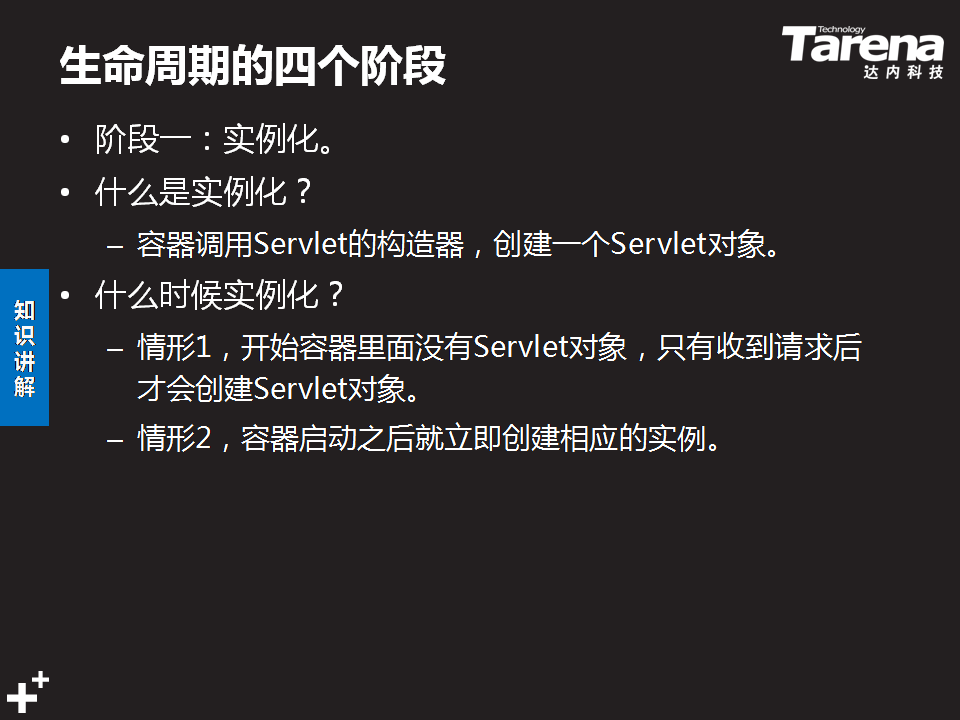 生命周期的四个阶段
Technology
Tarena
达内科技
• 阶段一：实例化。
• 什么是实例化？
– 容器调用Servlet的构造器，创建一个Servlet对象。
• 什么时候实例化？
– 情形1，开始容器里面没有Servlet对象，只有收到请求后
才会创建Servlet对象。
– 情形2，容器启动之后就立即创建相应的实例。
知识讲解